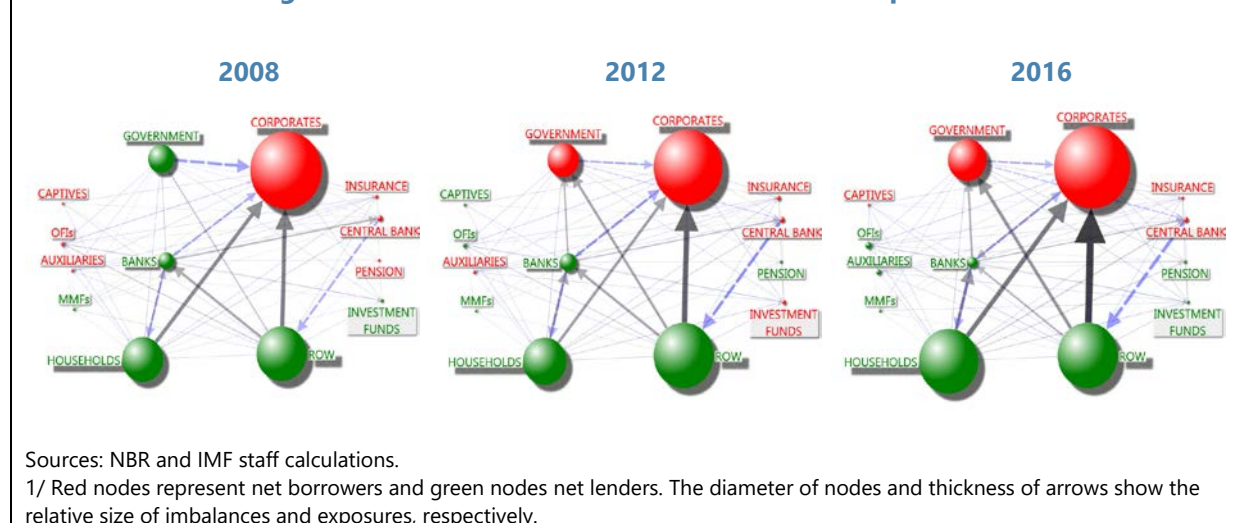 2008
2012
2016
GOVERNMENT
CORPORATES
CAPTIVES
INSURANCE
OFIs
CENTRAL BANK
AUXILIARIES
BANKS
PENSION
MMFs
INVESTMENT
FUNDS
HOUSEHOLDS
ROW
GOVERNMENT
CORPORATES
CAPTIVES
INSURANCE
OFIs
CENTRAL BANK
AUXILIARIES
BANKS
PENSION
MMFs
INVESTMENT
FUNDS
HOUSEHOLDS
ROW
GOVERNMENT
CORPORATES
CAPTIVES
INSURANCE
OFIs
CENTRAL BANK
AUXILIARIES
BANKS
PENSION
MMFs
INVESTMENT
FUNDS
HOUSEHOLDS
ROW
Sources: NBR and IMF staff calculations.
1/ Red nodes represent net borrowers and green nodes net lenders. The diameter of nodes and thickness of arrows show the
relative size of imbalances and exposures, respectively.